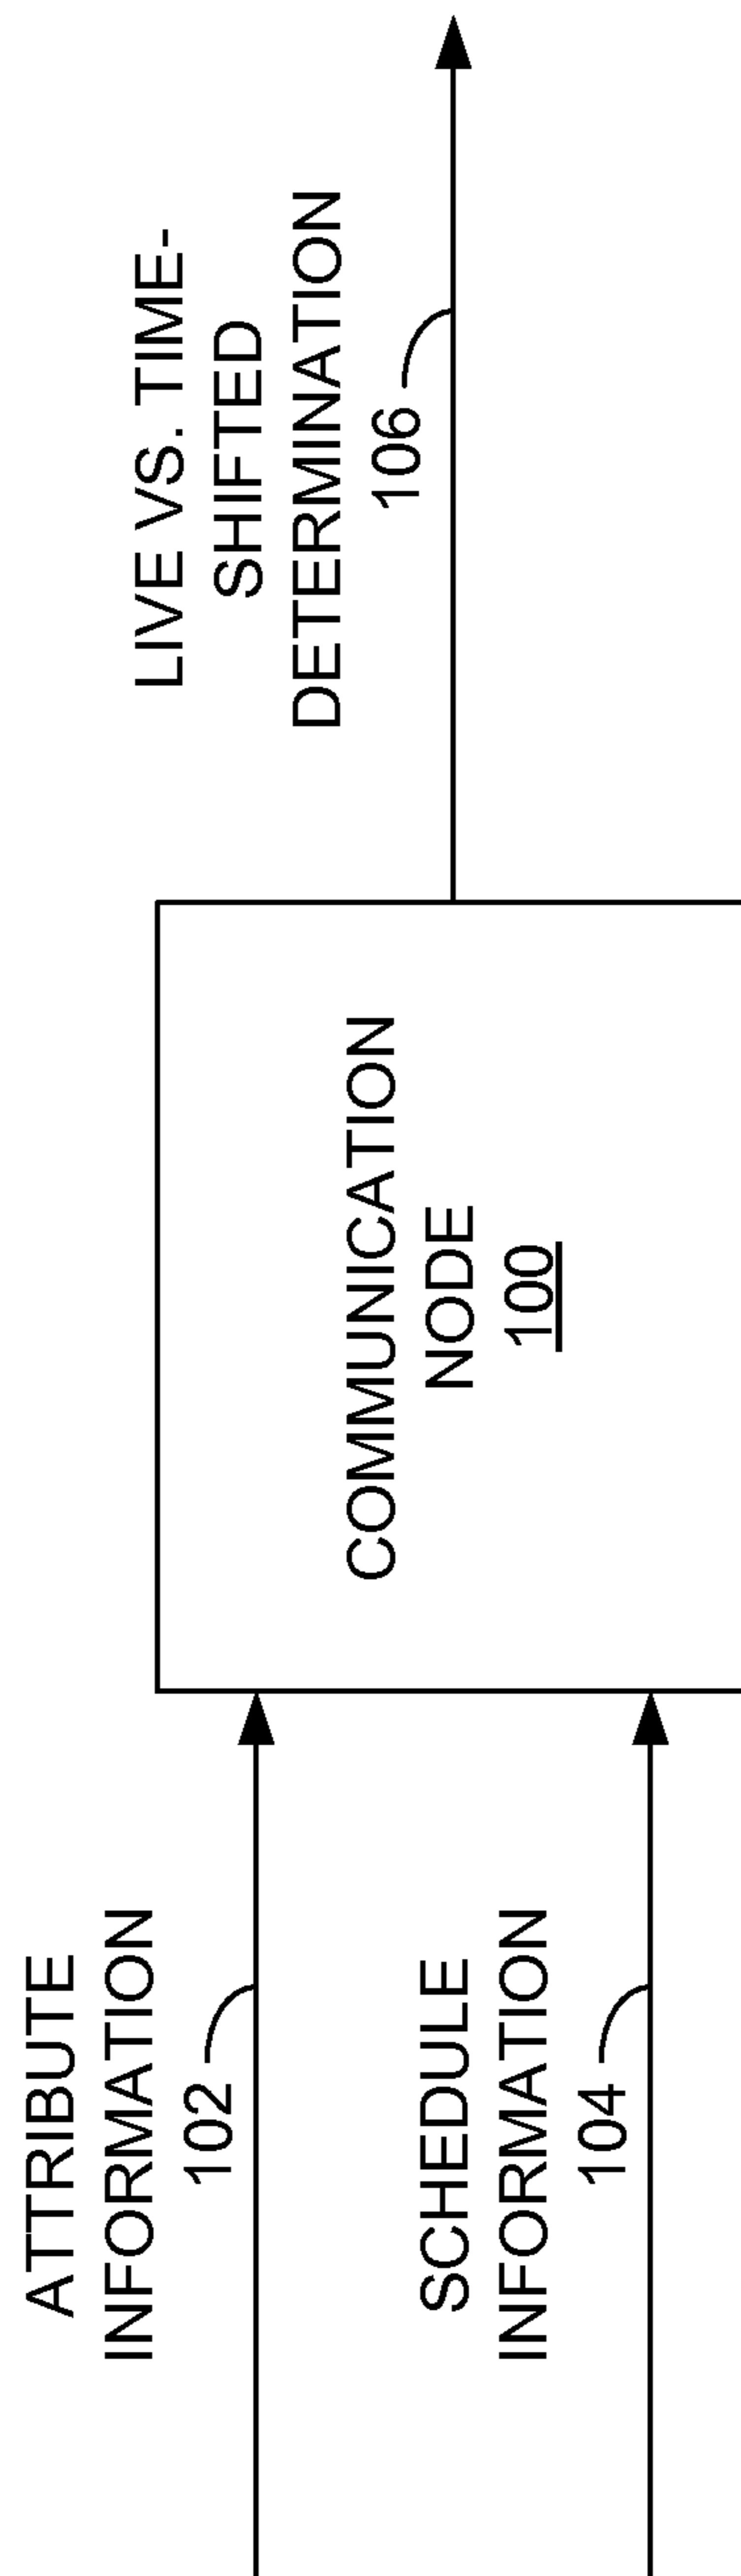 ATTRIBUTE
INFORMATION
102
SCHEDULE
INFORMATION
104
COMMUNICATION
NODE
100
LIVE VS. TIME-
SHIFTED
DETERMINATION
106